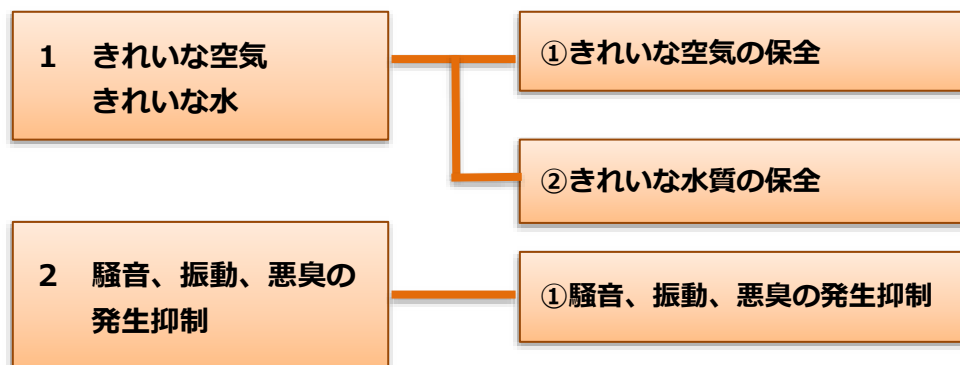 1　きれいな空気
きれいな水
①きれいな空気の保全
②きれいな水質の保全
2　騒音、振動、悪臭の
発生抑制
①騒音、振動、悪臭の発生抑制